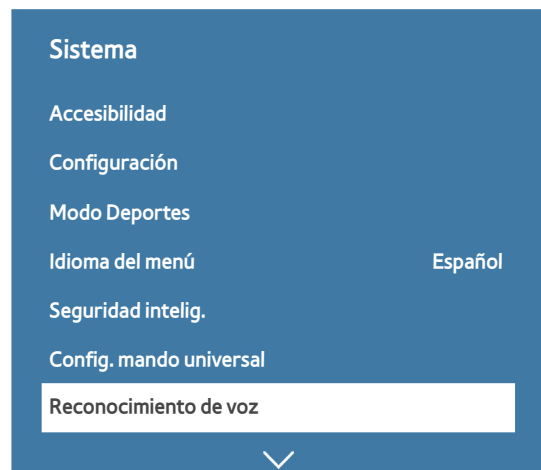 Sistema
Accesibilidad
Configuración
Modo Deportes
Idioma del menú Español
Seguridad intelig.
Config. mando universal
Reconocimiento de voz